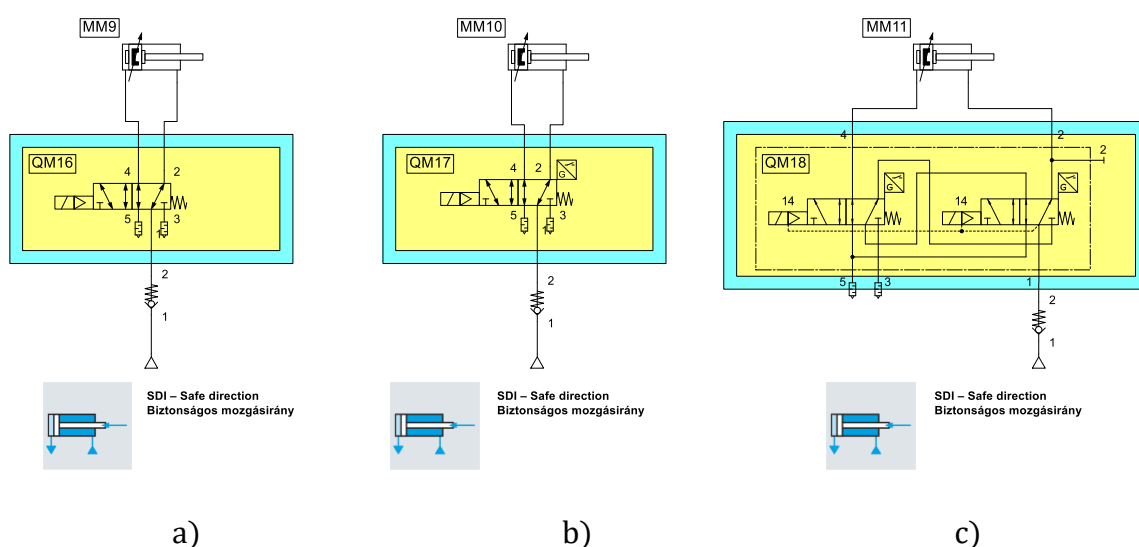 MM9
QM16
4 2
5 3
2
1
SDI – Safe direction
Biztonságos mozgásirány
a)
MM10
QM17
4 2
G
5 3
2
1
SDI – Safe direction
Biztonságos mozgásirány
b)
MM11
4 2
2
QM18
G
G
14
14
5 3
1
2
1
SDI – Safe direction
Biztonságos mozgásirány
c)